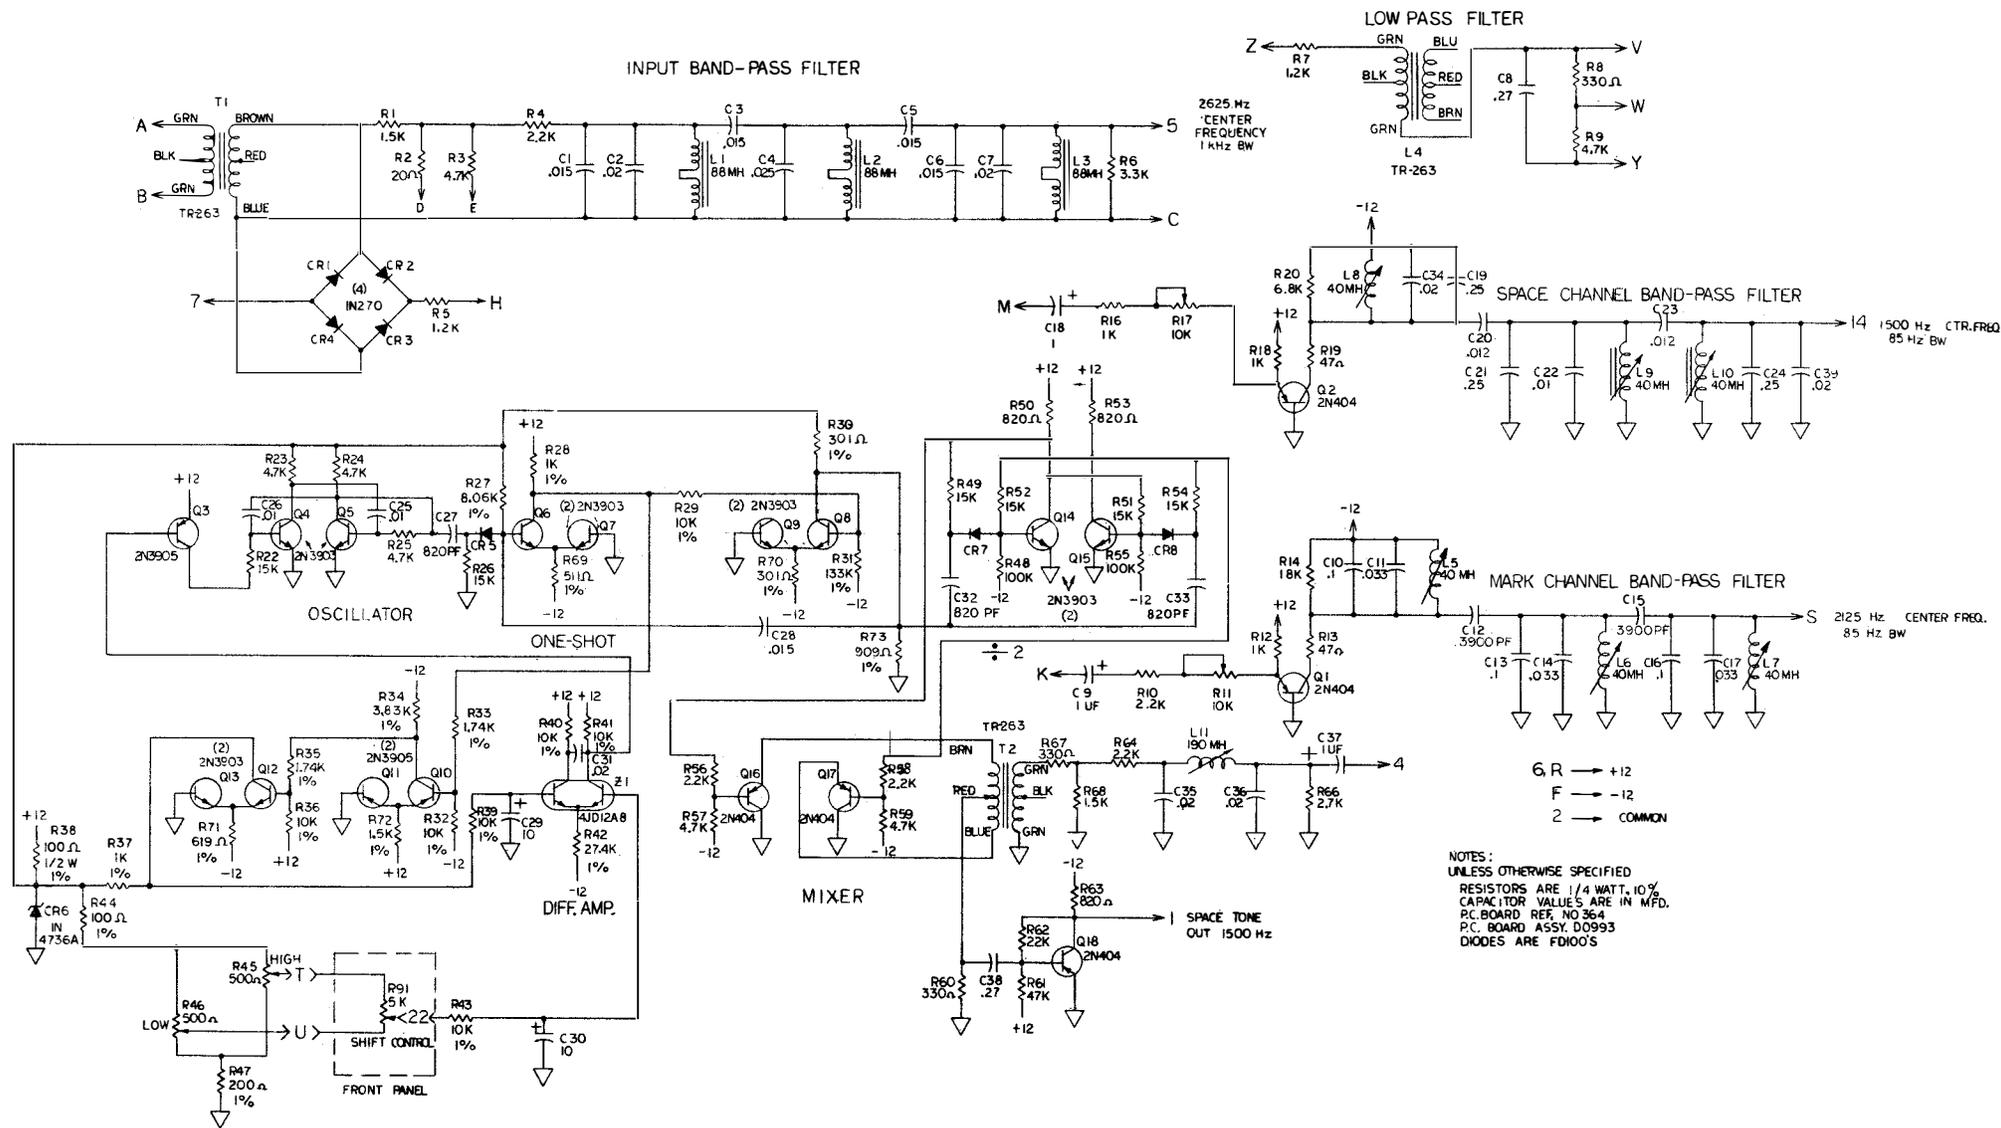 LOW PASS FILTER
Z
R7
1.2K
GRN
BLK
GRN
BLU
RED
BRN
L4
TR-263
C8
.27
R8
330Ω
R9
4.7K
V
W
Y
INPUT BAND-PASS FILTER
A
GRN
BLK
B
GRN
T1
TR263
BROWN
RED
BLUE
R1
1.5K
R2
20Ω
D
R3
4.7K
E
R4
2.2K
C1
.015
C2
.02
L1
88MH
C3
.015
C4
.025
L2
88MH
C5
.015
C6
.015
C7
.02
L3
88MH
R6
3.3K
5
C
2625 Hz
CENTER
FREQUENCY
1 kHz BW
CR1
CR2
(4)
IN270
CR4
CR3
7
R5
1.2K
H
M
C18
1
+
R16
1K
R17
10K
-12
R20
6.8K
L8
40MH
C34
.02
C19
.25
+12
R18
1K
R19
47Ω
Q2
2N404
SPACE CHANNEL BAND-PASS FILTER
C20
.012
C21
.25
C22
.01
L9
40MH
C23
.012
L10
40MH
C24
.25
C39
.02
14
1500 Hz CTR.FREQ
85 Hz BW
+12
Q3
2N3905
R23
4.7K
R24
4.7K
C26
.01
Q4
Q5
2N3903
C25
.01
R22
15K
R25
4.7K
C27
820PF
R26
15K
CR5
R27
8.06K
1%
OSCILLATOR
+12
R28
1K
1%
Q6
(2) 2N3903
Q7
R69
511Ω
1%
-12
ONE-SHOT
R29
10K
1%
R30
301Ω
1%
(2) 2N3903
Q9
Q8
R70
301Ω
1%
-12
R31
133K
1%
-12
C28
.015
R73
909Ω
1%
+12
+12
R50
820Ω
R53
820Ω
R49
15K
R52
15K
R51
15K
R54
15K
Q14
Q15
CR7
CR8
R48
100K
-12
R55
100K
-12
C32
820 PF
C33
820PF
2N3903
(2)
÷ 2
-12
R14
18K
C10
.1
C11
.033
L5
40 MH
+12
R12
1K
R13
47Ω
Q1
2N404
K
C9
1 UF
+
R10
2.2K
R11
10K
MARK CHANNEL BAND-PASS FILTER
C12
.3900PF
C13
.1
C14
.033
L6
40MH
C15
3900PF
C16
.1
C17
.033
L7
40MH
S
2125 Hz CENTER FREQ.
85 Hz BW
(2)
2N3903
Q13
Q12
R71
619Ω
1%
-12
R35
1.74K
1%
R36
10K
1%
+12
-12
R34
3.83K
1%
(2)
2N3905
Q11
Q10
R72
1.5K
1%
+12
R33
1.74K
1%
R32
10K
1%
-12
R39
10K
1%
C29
10
+
+12 +12
R40
10K
1%
R41
10K
1%
C31
.02
Z1
4JD12A8
R42
27.4K
1%
-12
DIFF. AMP.
R56
2.2K
R57
4.7K
-12
Q16
2N404
Q17
2N404
R58
2.2K
R59
4.7K
-12
MIXER
TR263
T2
BRN
RED
BLUE
GRN
BLK
GRN
R67
330Ω
R68
1.5K
R64
2.2K
L11
190 MH
C35
.02
C36
.02
R66
2.7K
C37
1UF
+
4
6,R
+12
F
-12
2
COMMON
+12
R38
100Ω
1/2 W
1%
R37
1K
1%
CR6
IN
4736A
R44
100Ω
1%
R45
500Ω
HIGH
T
R46
500Ω
LOW
U
R47
200Ω
1%
R91
5K
22
SHIFT CONTROL
FRONT PANEL
R43
10K
1%
C30
10
+
-12
R63
820Ω
R62
22K
Q18
2N404
R60
330Ω
C38
.27
R61
47K
+12
1
SPACE TONE
OUT 1500 Hz
NOTES:
UNLESS OTHERWISE SPECIFIED
RESISTORS ARE 1/4 WATT, 10%
CAPACITOR VALUES ARE IN MFD.
P.C.BOARD REF. NO 364
P.C. BOARD ASSY. D0993
DIODES ARE FD100'S